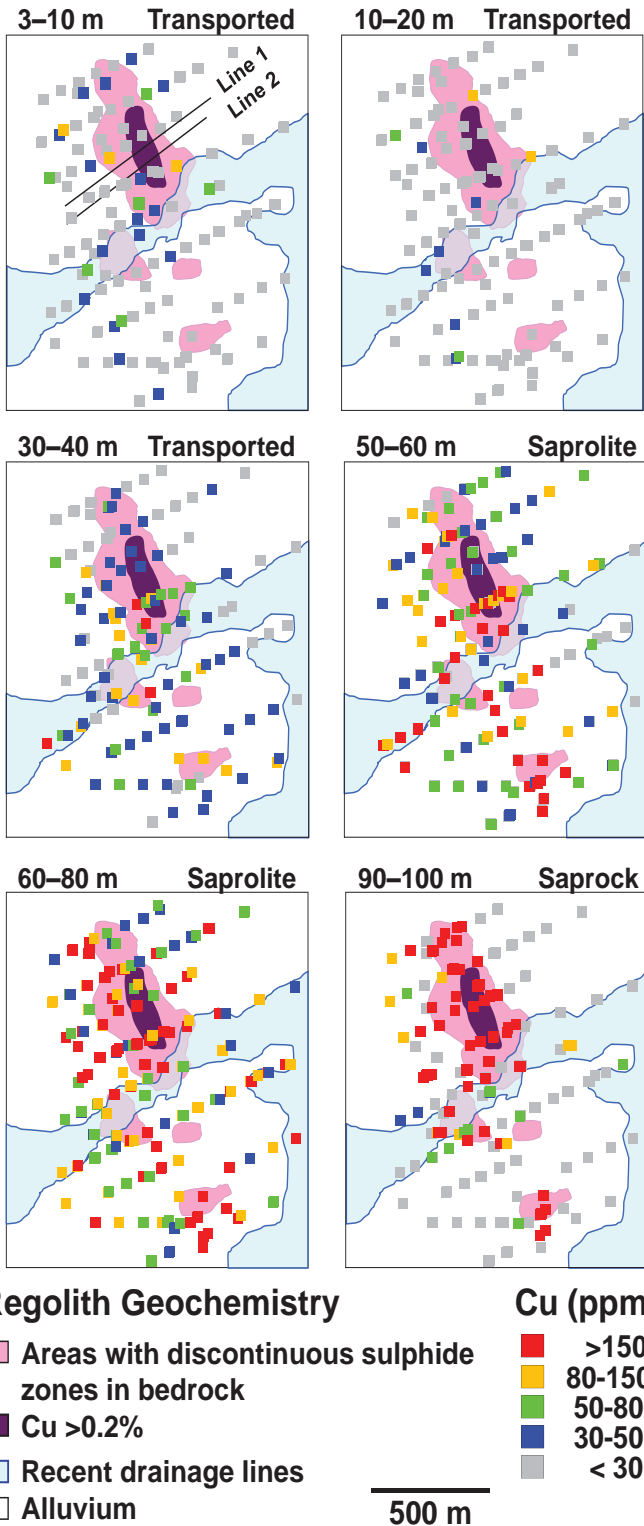 3–10 m Transported
10–20 m Transported
Line 1
Line 2
30–40 m Transported
50–60 m Saprolite
60–80 m Saprolite
90–100 m Saprock
egolith Geochemistry
Areas with discontinuous sulphide
zones in bedrock
Cu >0.2%
Recent drainage lines
Alluvium
Cu (ppm
>150
80-150
50-80
30-50
< 30
500 m